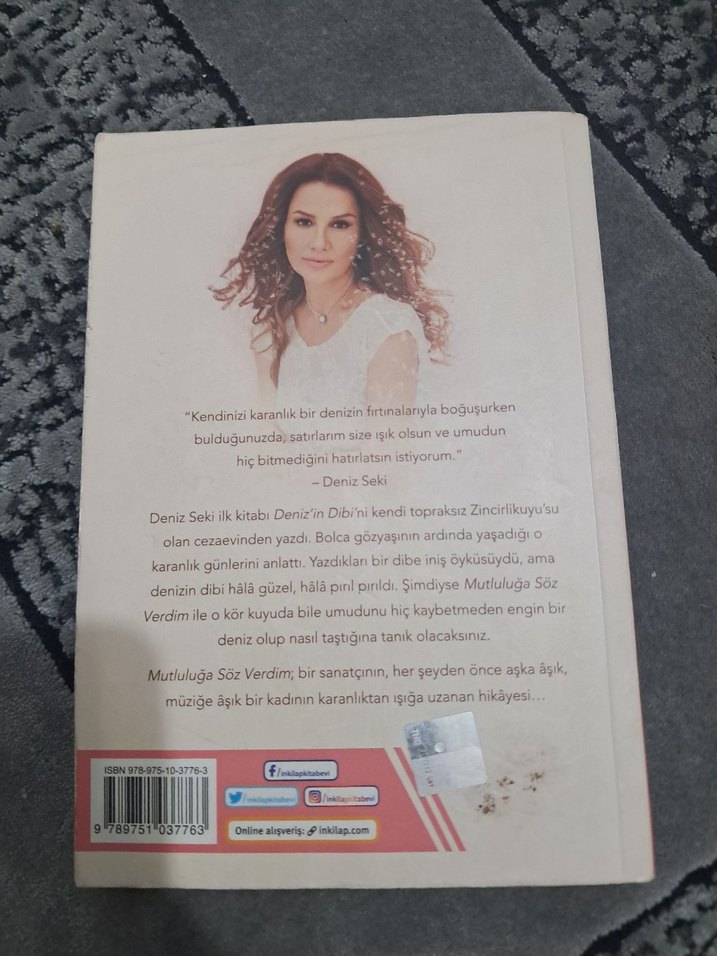 “Kendinizi karanlık bir denizin fırtınalarıyla boğuşurken
bulduğunuzda, satırlarım size ışık olsun ve umudun
hiç bitmediğini hatırlatsın istiyorum.”
– Deniz Seki
Deniz Seki ilk kitabı Deniz’in Dibi’ni kendi topraksız Zincirlikuyu’su
olan cezaevinden yazdı. Bolca gözyaşının ardında yaşadığı o
karanlık günlerini anlattı. Yazdıkları bir dibe iniş öyküsüydü, ama
denizin dibi hâlâ güzel, hâlâ pırıl pırıldı. Şimdiyse Mutluluğa Söz
Verdim ile o kör kuyuda bile umudunu hiç kaybetmeden engin bir
deniz olup nasıl taştığına tanık olacaksınız.
Mutluluğa Söz Verdim; bir sanatçının, her şeyden önce aşka âşık,
müziğe âşık bir kadının karanlıktan ışığa uzanan hikâyesi…
ISBN 978-975-10-3776-3
9 789751 037763
/inkilapkitabevi
/inkilapkitabevi
/inkilapkitabevi
Online alışveriş: inkilap.com